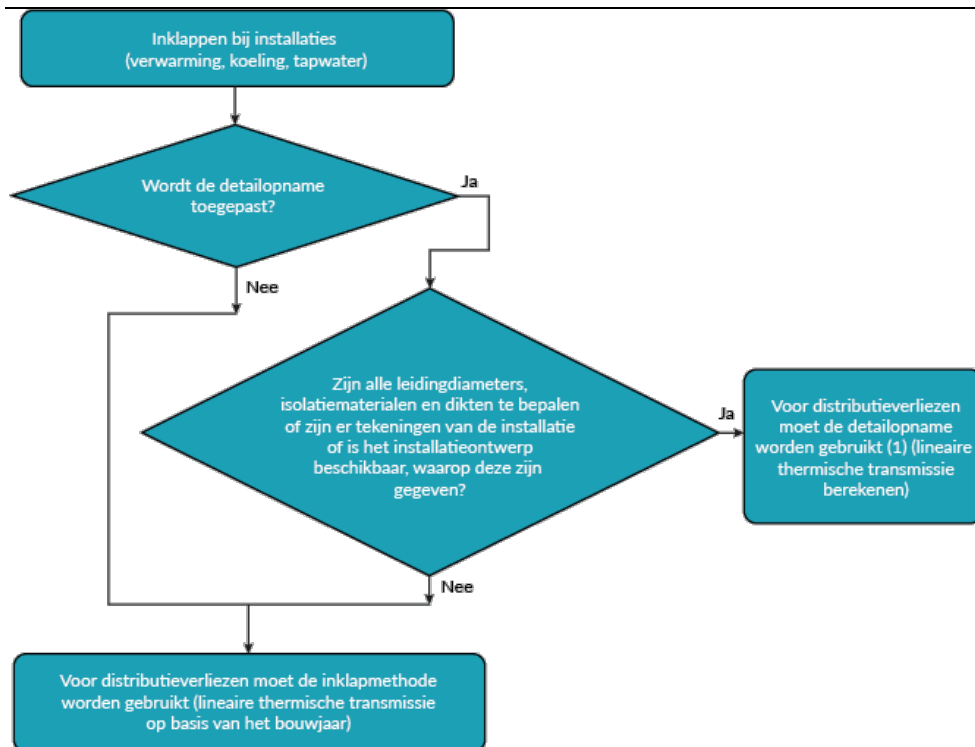 Inklappen bij installaties
(verwarming, koeling, tapwater)
Wordt de detailopname
toegepast?
Ja
Nee
Zijn alle leidingdiameters,
isolatiematerialen en dikten te bepalen
of zijn er tekeningen van de installatie
of is het installatieontwerp
beschikbaar, waarop deze zijn
gegeven?
Ja
Voor distributieverliezen
moet de detailopname
worden gebruikt (1) (lineaire
thermische transmissie
berekenen)
Nee
Voor distributieverliezen moet de inklapmethode
worden gebruikt (lineaire thermische transmissie
op basis van het bouwjaar)